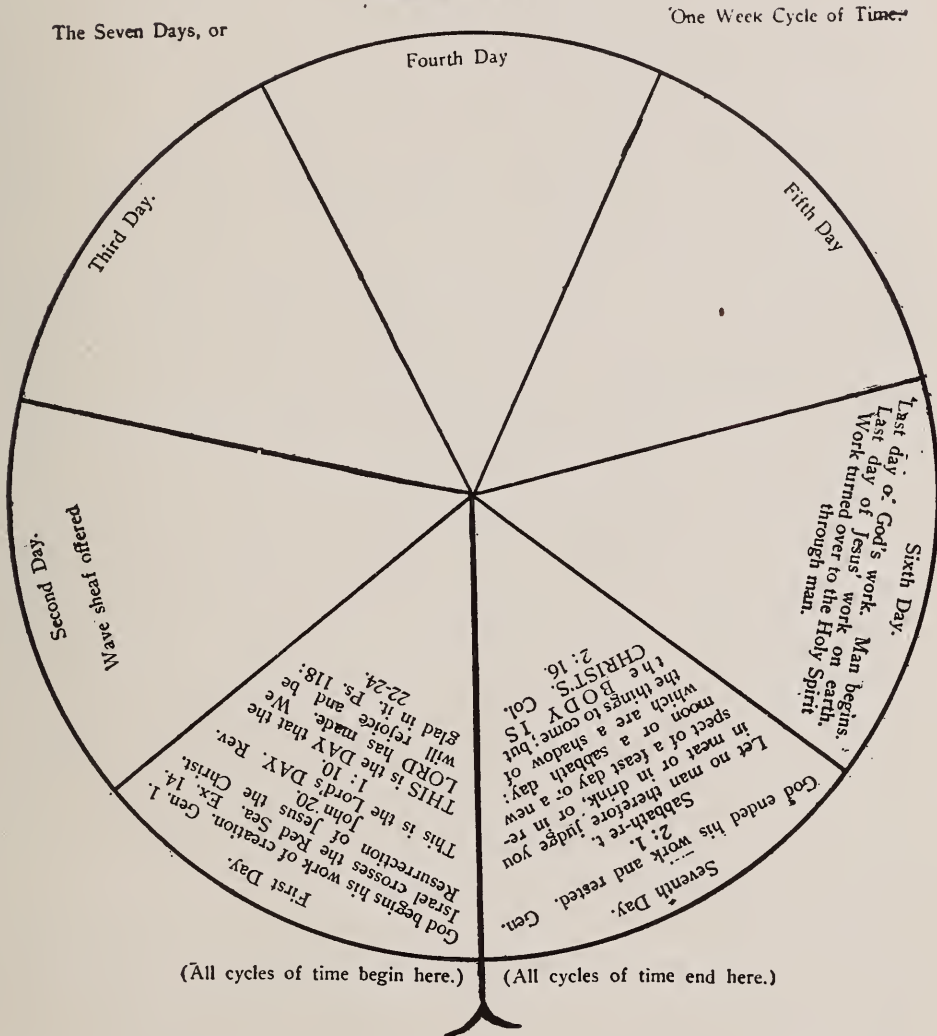 The Seven Days, or
One Week Cycle of Time.
First Day.
God begins his work of creation. Gen. 1.
Israel crosses the Red Sea. Ex. 14.
Resurrection of Jesus the Christ.
John 20.
This is the Lord's DAY. Rev.
1: 10.
THIS is the DAY that the
LORD has made. We
will rejoice and be
glad in it. Ps. 118:
22-24.
Second Day.
Wave sheaf offered
Third Day.
Fourth Day
Fifth Day
Sixth Day.
Last day of God's work. Man begins.
Last day of Jesus' work on earth.
Work turned over to the Holy Spirit
through man.
Seventh Day.
God ended his work and rested. Gen.
2: 1.
Sabbath-re t.
Let no man therefore judge you
in meat or in drink, or in re-
spect of a feast day or a new
moon or a sabbath day:
which are a shadow of
the things to come; but
the BODY IS
CHRIST'S. Col.
2: 16.
(All cycles of time begin here.)
(All cycles of time end here.)